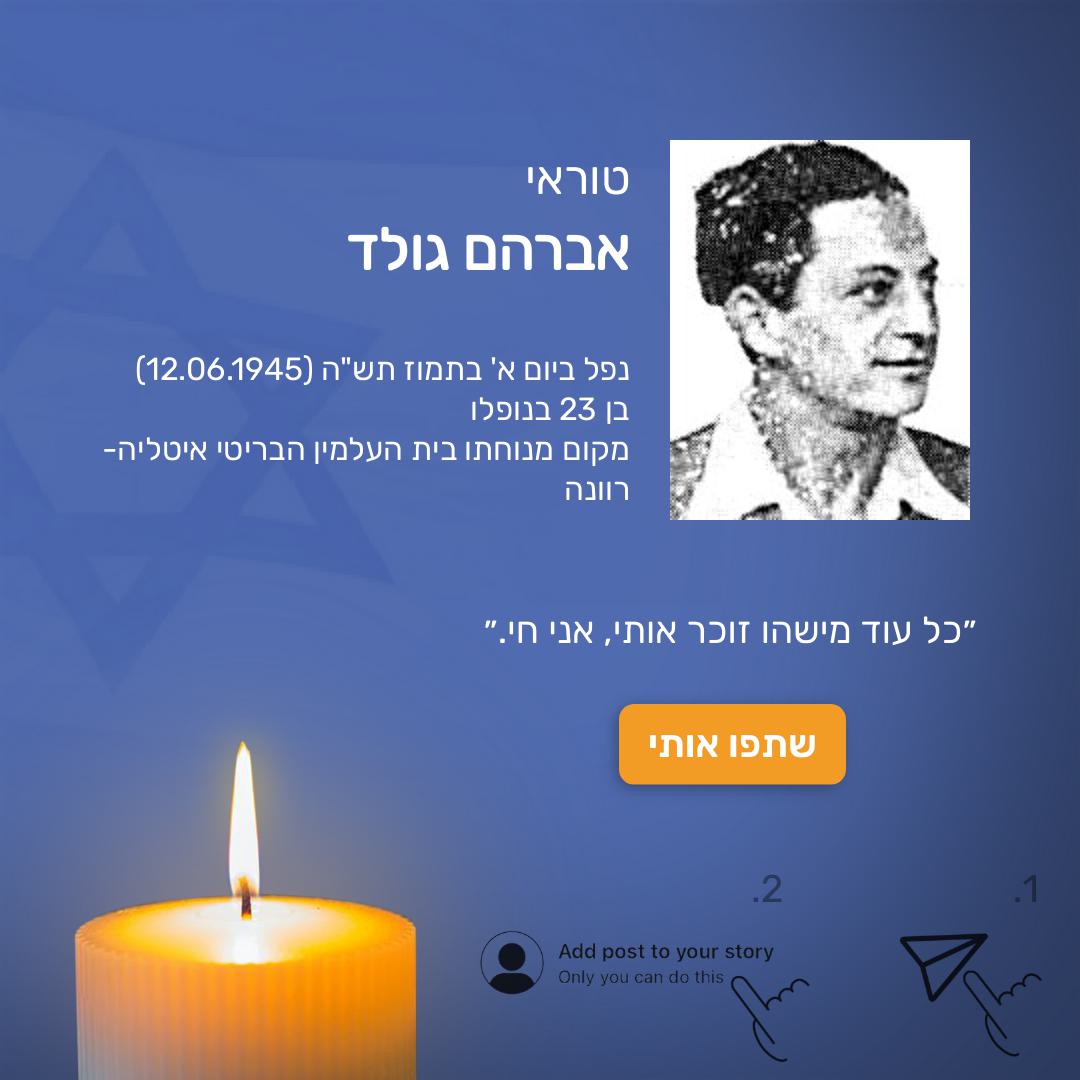 טוראי
אברהם גולד
נפל ביום א' בתמוז תש"ה (12.06.1945)
בן 23 בנופלו
מקום מנוחתו בית העלמין הבריטי איטליה-
רוונה
״כל עוד מישהו זוכר אותי, אני חי.״
שתפו אותי
1.
2.
Add post to your story
Only you can do this